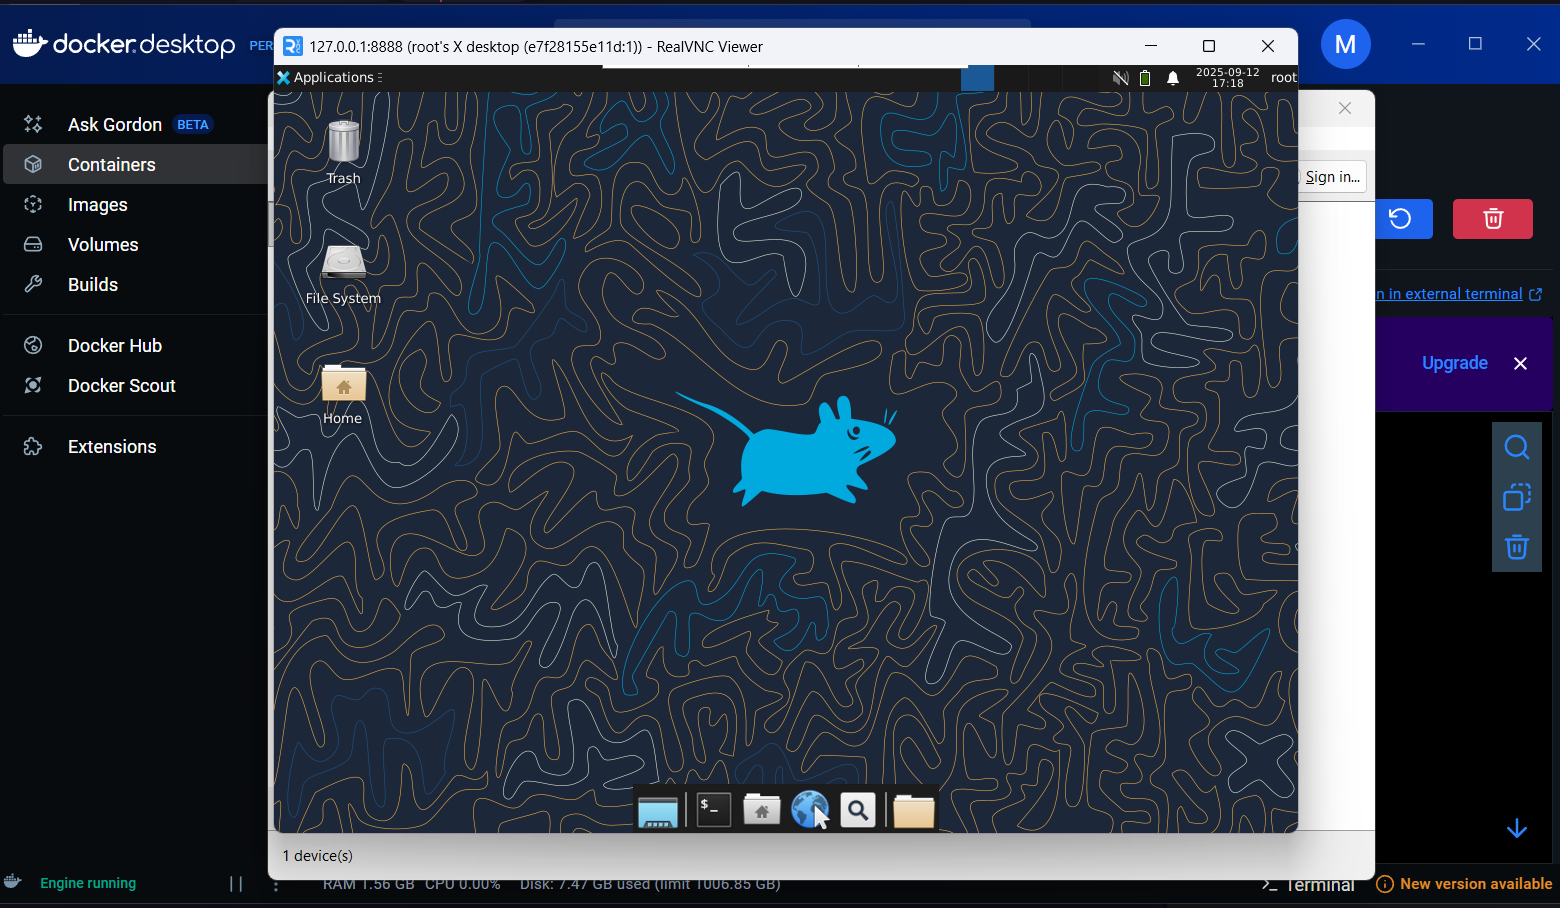 docker.desktop
PER
127.0.0.1:8888 (root's X desktop (e7f28155e11d:1)) - RealVNC Viewer
M
Applications
2025-09-12
17:18
root
Ask Gordon
BETA
Containers
Images
Volumes
Builds
Docker Hub
Docker Scout
Extensions
Trash
File System
Home
Sign in...
n in external terminal
Upgrade
$_
1 device(s)
Engine running
RAM 1.56 GB CPU 0.00% Disk: 7.47 GB used (limit 1006.85 GB)
Terminal
New version available